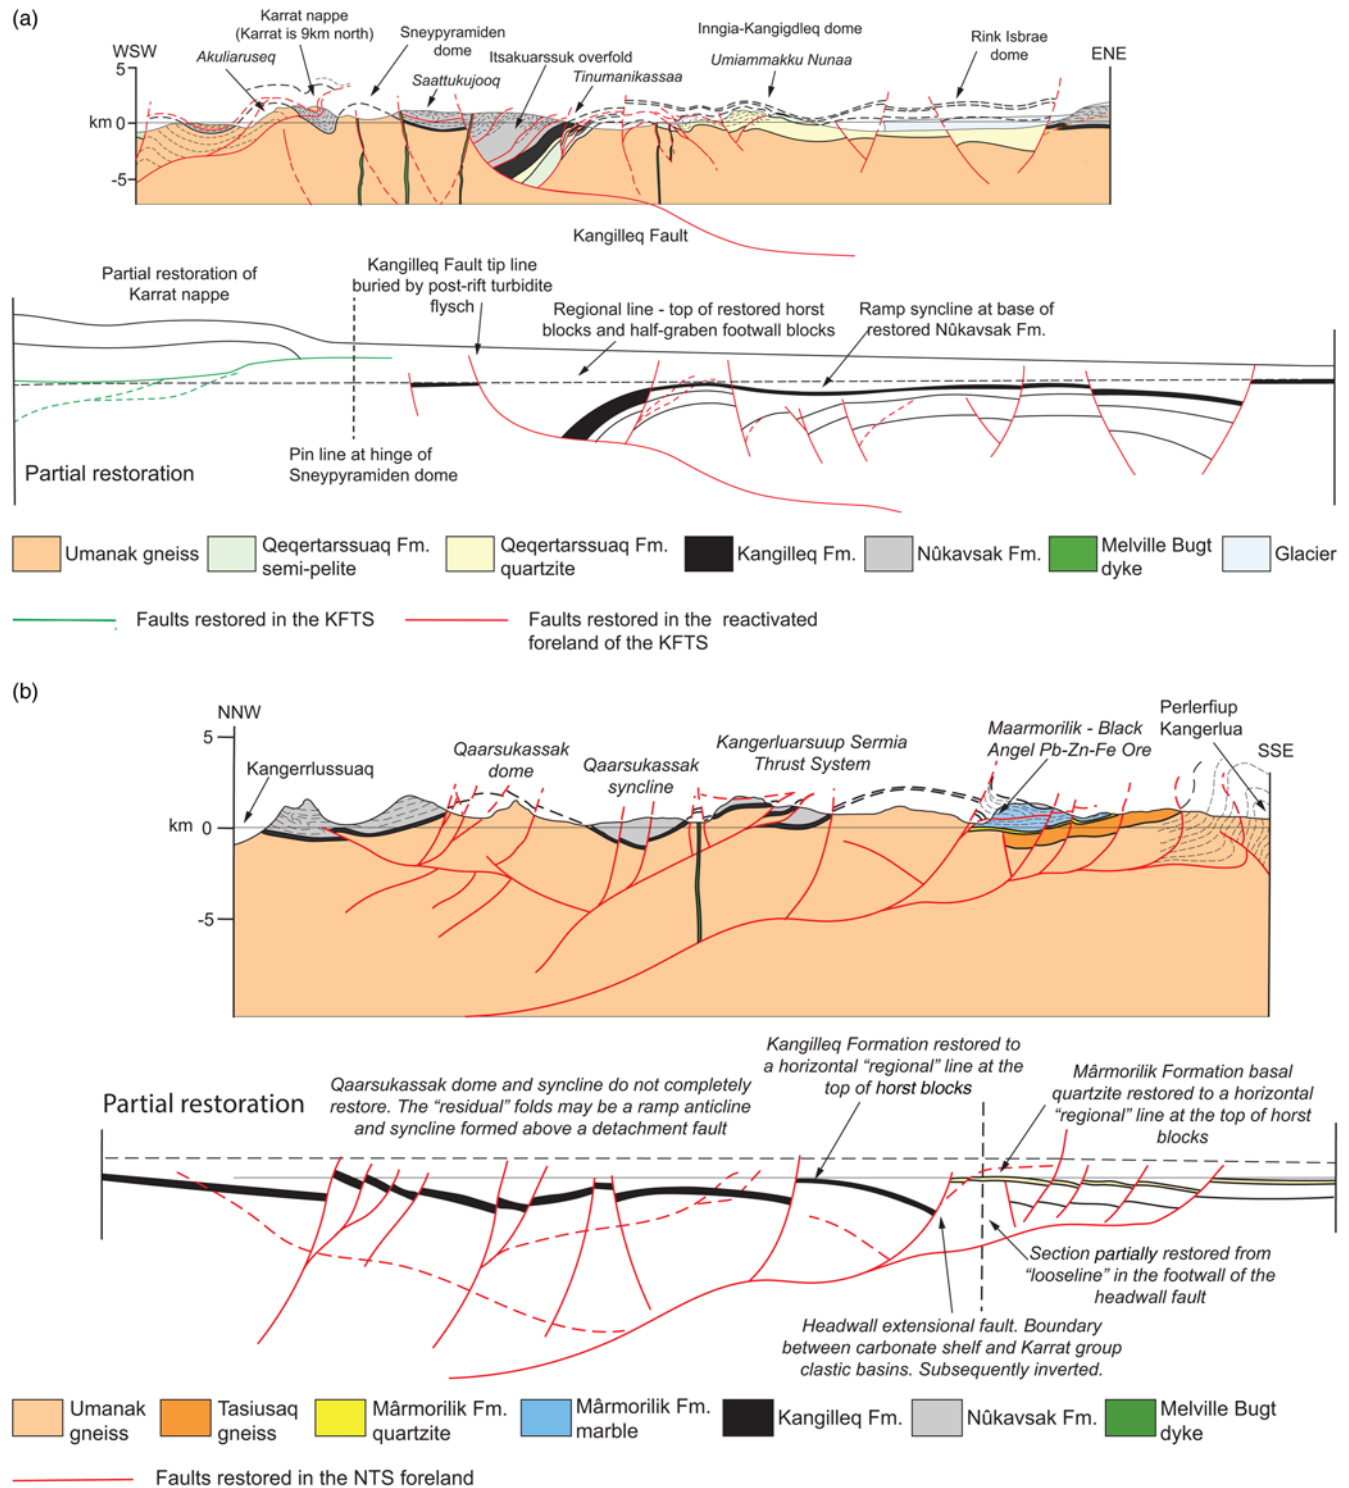 (a)
Karrat nappe
(Karrat is 9km north)
WSW
Akuliaruseq
Sneypyramiden
dome
Saattukujooq
Itsakuarssuk overfold
Tinumanikassaa
Inngia-Kangigdleq dome
Umiammakku Nunaa
Rink Isbrae
dome
ENE
5
km 0
-5
Kangilleq Fault
Partial restoration of
Karrat nappe
Kangilleq Fault tip line
buried by post-rift turbidite
flysch
Regional line - top of restored horst
blocks and half-graben footwall blocks
Ramp syncline at base of
restored Nûkavsak Fm.
Pin line at hinge of
Sneypyramiden dome
Partial restoration
Umanak gneiss
Qeqertarssuaq Fm.
semi-pelite
Qeqertarssuaq Fm.
quartzite
Kangilleq Fm.
Nûkavsak Fm.
Melville Bugt
dyke
Glacier
Faults restored in the KFTS
Faults restored in the reactivated
foreland of the KFTS
(b)
NNW
Kangerrlussuaq
Qaarsukassak
dome
Qaarsukassak
syncline
Kangerluarsuup Sermia
Thrust System
Maarmorilik - Black
Angel Pb-Zn-Fe Ore
Perlerfiup
Kangerlua
SSE
5
km 0
-5
Partial restoration
Qaarsukassak dome and syncline do not completely
restore. The “residual” folds may be a ramp anticline
and syncline formed above a detachment fault
Kangilleq Formation restored to
a horizontal “regional” line at the
top of horst blocks
Mârmorilik Formation basal
quartzite restored to a horizontal
“regional” line at the top of horst
blocks
Section partially restored from
“looseline” in the footwall of the
headwall fault
Headwall extensional fault. Boundary
between carbonate shelf and Karrat group
clastic basins. Subsequently inverted.
Umanak
gneiss
Tasiusaq
gneiss
Mârmorilik Fm.
quartzite
Mârmorilik Fm.
marble
Kangilleq Fm.
Nûkavsak Fm.
Melville Bugt
dyke
Faults restored in the NTS foreland